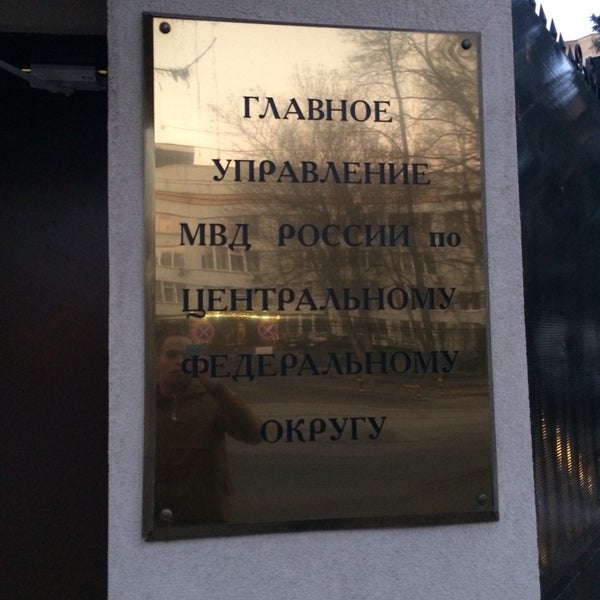 ГЛАВНОЕ
УПРАВЛЕНИЕ
МВД РОССИИ по
ЦЕНТРАЛЬНОМУ
ФЕДЕРАЛЬНОМУ
ОКРУГУ